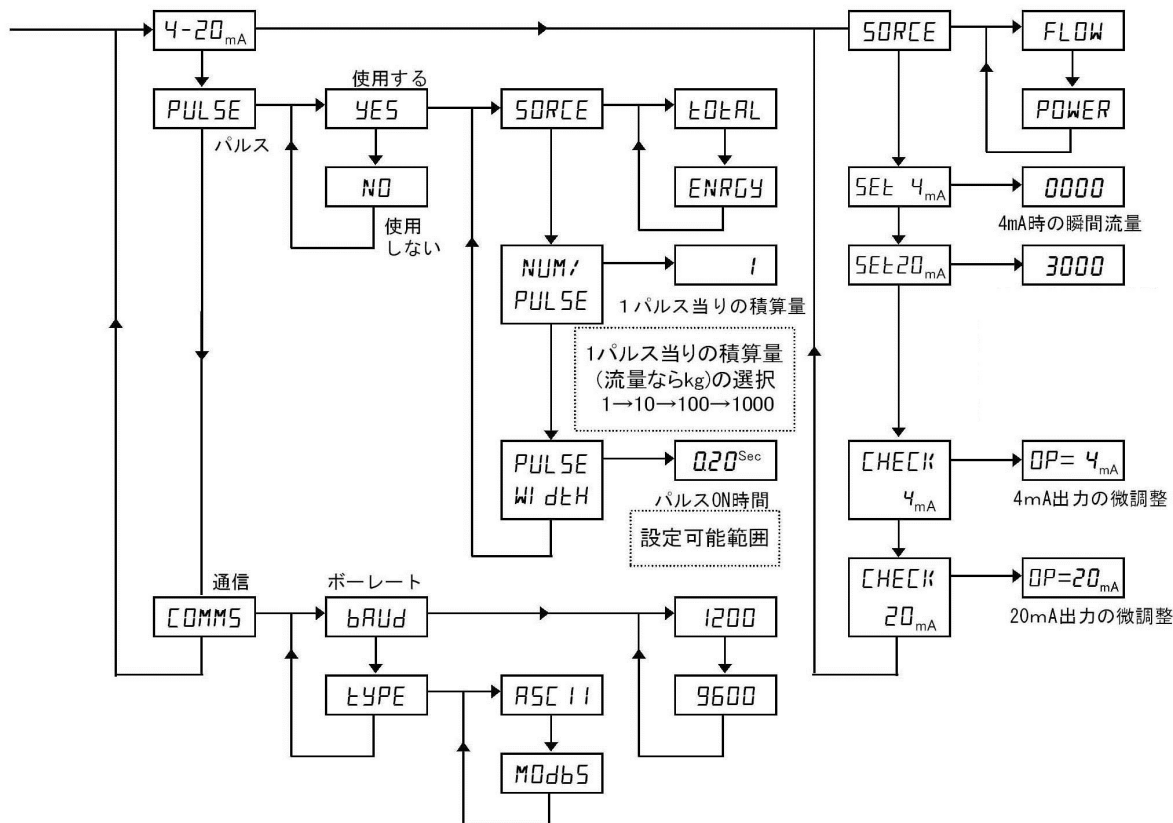 4-20mA
SORCE
FLOW
使用する
PULSE
YES
SORCE
tOtAL
POWER
パルス
NO
ENRGY
SEt 4mA
0000
使用
しない
4mA時の瞬間流量
NUM/
PULSE
1
SEt20mA
3000
1パルス当りの積算量
1パルス当りの積算量
(流量ならkg)の選択
1→10→100→1000
PULSE
WIdtH
0.20Sec
CHECK
4mA
OP= 4mA
パルスON時間
4mA出力の微調整
設定可能範囲
通信
ボーレート
CHECK
20mA
OP=20mA
COMMS
bAUd
1200
20mA出力の微調整
tYPE
ASCII
9600
MOdbS